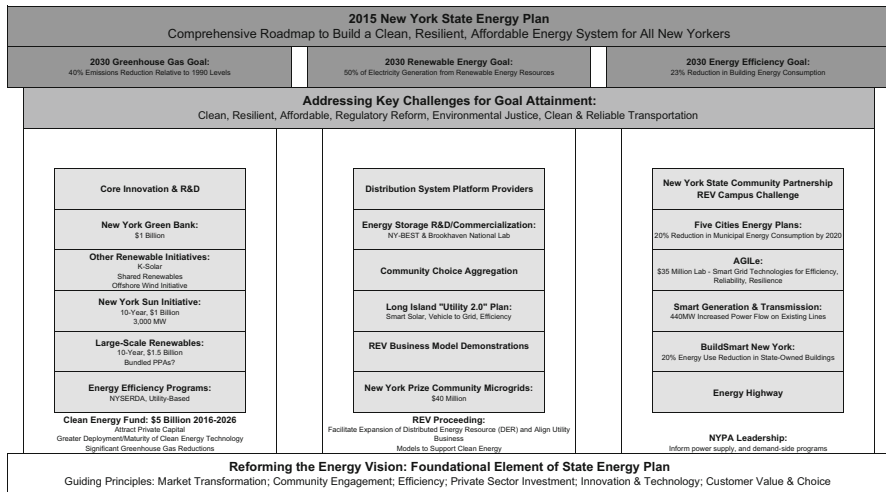 2015 New York State Energy Plan
Comprehensive Roadmap to Build a Clean, Resilient, Affordable Energy System for All New Yorkers
2030 Greenhouse Gas Goal:
40% Emissions Reduction Relative to 1990 Levels
2030 Renewable Energy Goal:
50% of Electricity Generation from Renewable Energy Resources
2030 Energy Efficiency Goal:
23% Reduction in Building Energy Consumption
Addressing Key Challenges for Goal Attainment:
Clean, Resilient, Affordable, Regulatory Reform, Environmental Justice, Clean & Reliable Transportation
Core Innovation & R&D
New York Green Bank:
$1 Billion
Other Renewable Initiatives:
K-Solar
Shared Renewables
Offshore Wind Initiative
New York Sun Initiative:
10-Year, $1 Billion
3,000 MW
Large-Scale Renewables:
10-Year, $1.5 Billion
Bundled PPAs?
Energy Efficiency Programs:
NYSERDA, Utility-Based
Clean Energy Fund: $5 Billion 2016-2026
Attract Private Capital
Greater Deployment/Maturity of Clean Energy Technology
Significant Greenhouse Gas Reductions
Distribution System Platform Providers
Energy Storage R&D/Commercialization:
NY-BEST & Brookhaven National Lab
Community Choice Aggregation
Long Island "Utility 2.0" Plan:
Smart Solar, Vehicle to Grid, Efficiency
REV Business Model Demonstrations
New York Prize Community Microgrids:
$40 Million
REV Proceeding:
Facilitate Expansion of Distributed Energy Resource (DER) and Align Utility
Business
Models to Support Clean Energy
New York State Community Partnership
REV Campus Challenge
Five Cities Energy Plans:
20% Reduction in Municipal Energy Consumption by 2020
AGILe:
$35 Million Lab - Smart Grid Technologies for Efficiency,
Reliability, Resilience
Smart Generation & Transmission:
440MW Increased Power Flow on Existing Lines
BuildSmart New York:
20% Energy Use Reduction in State-Owned Buildings
Energy Highway
NYPA Leadership:
Inform power supply, and demand-side programs
Reforming the Energy Vision: Foundational Element of State Energy Plan
Guiding Principles: Market Transformation; Community Engagement; Efficiency; Private Sector Investment; Innovation & Technology; Customer Value & Choice